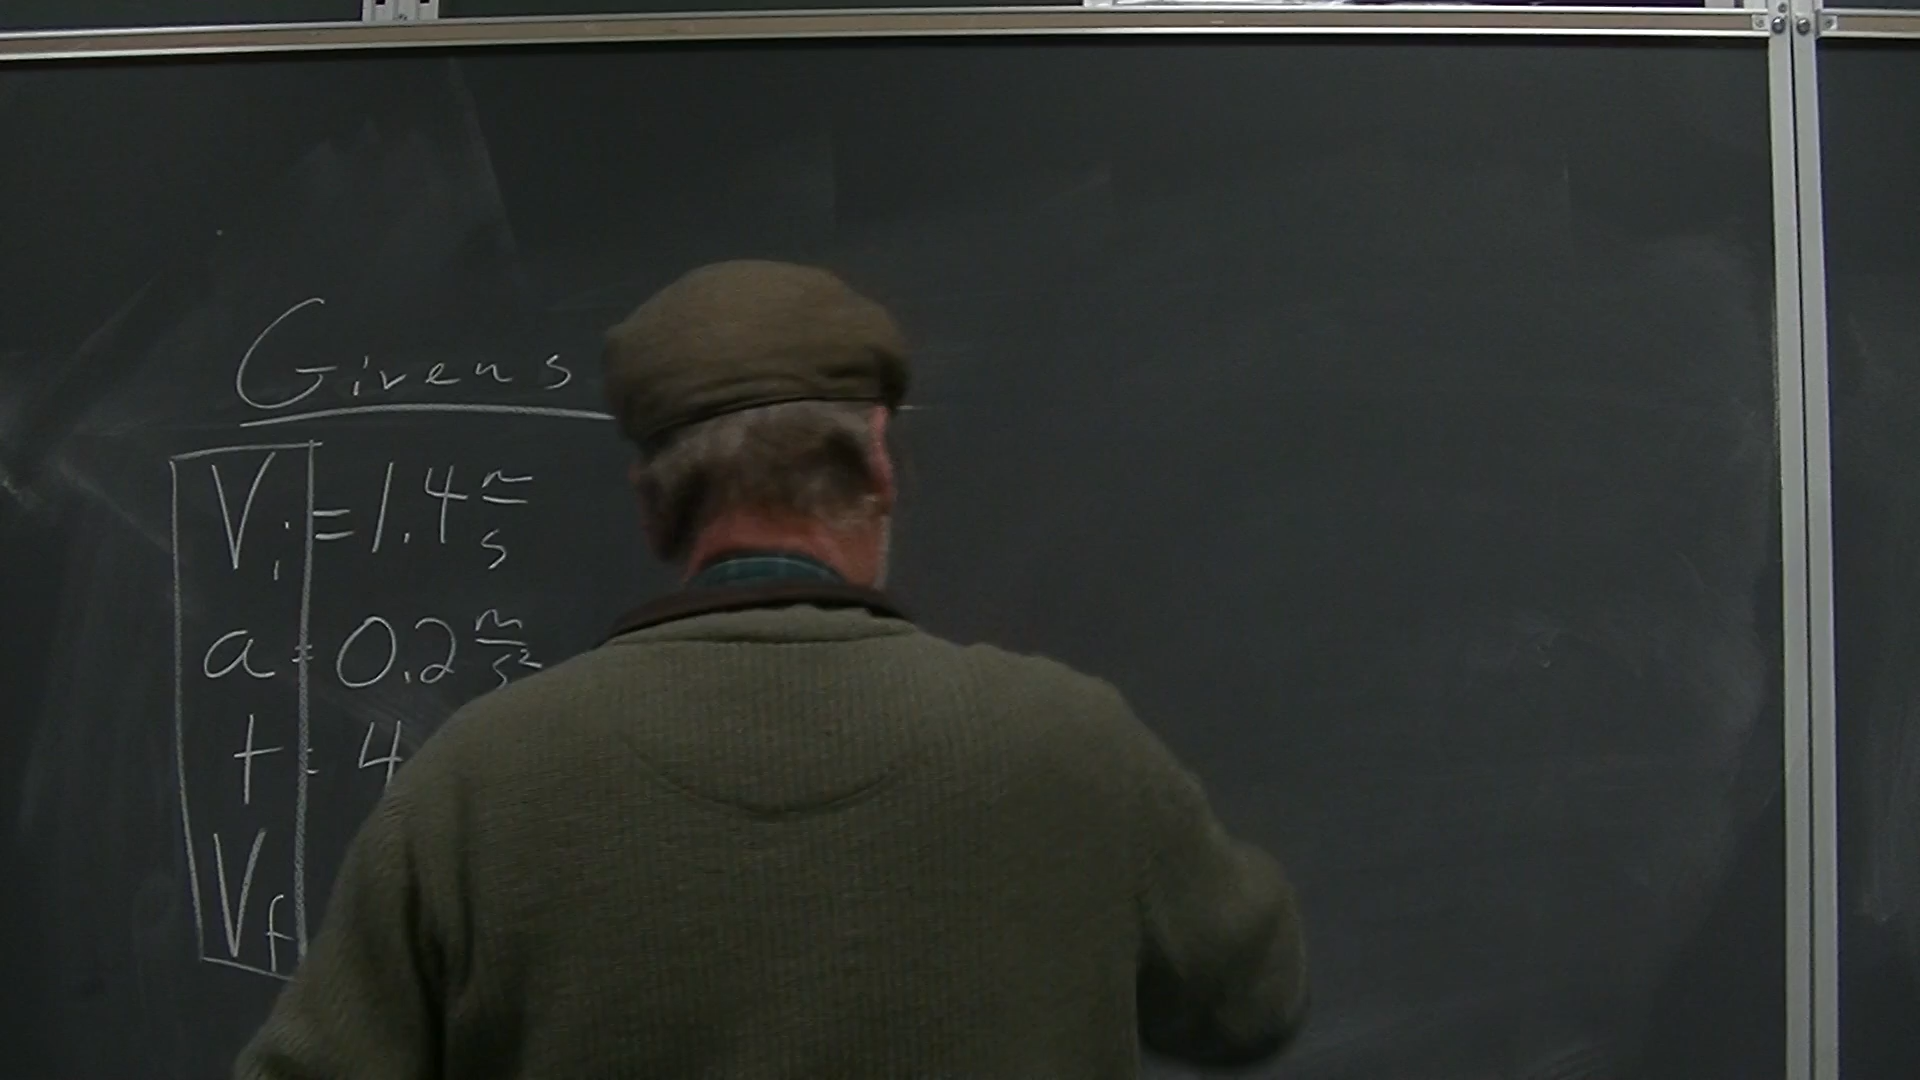 Givens
Vi = 1.4 m/s
a = 0.2 m/s²
t = 4
Vf